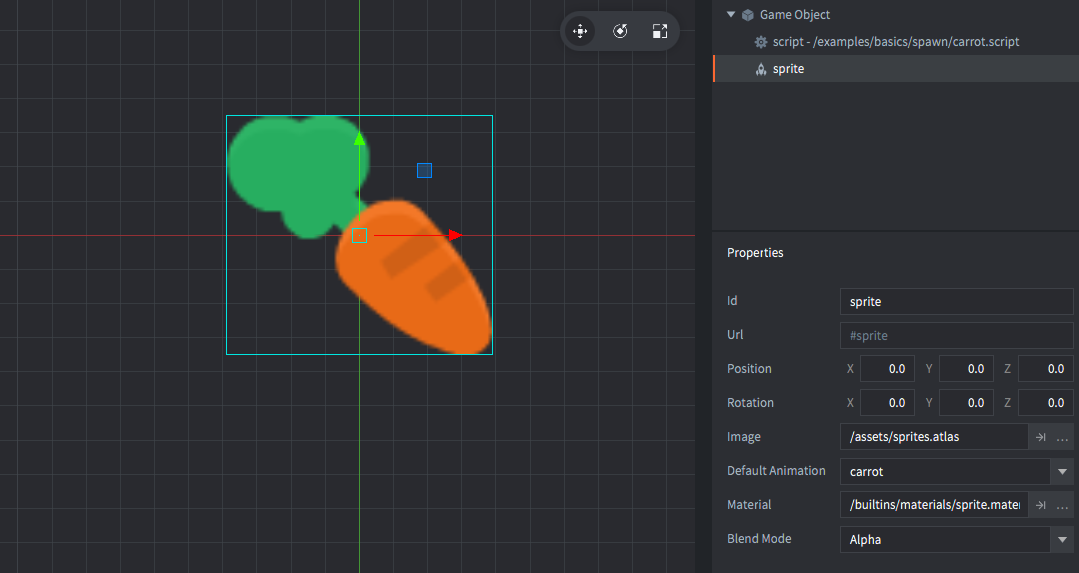 Game Object
script - /examples/basics/spawn/carrot.script
sprite
Properties
Id sprite
Url #sprite
Position X 0.0 Y 0.0 Z 0.0
Rotation X 0.0 Y 0.0 Z 0.0
Image /assets/sprites.atlas ...
Default Animation carrot
Material /builtins/materials/sprite.mater ...
Blend Mode Alpha